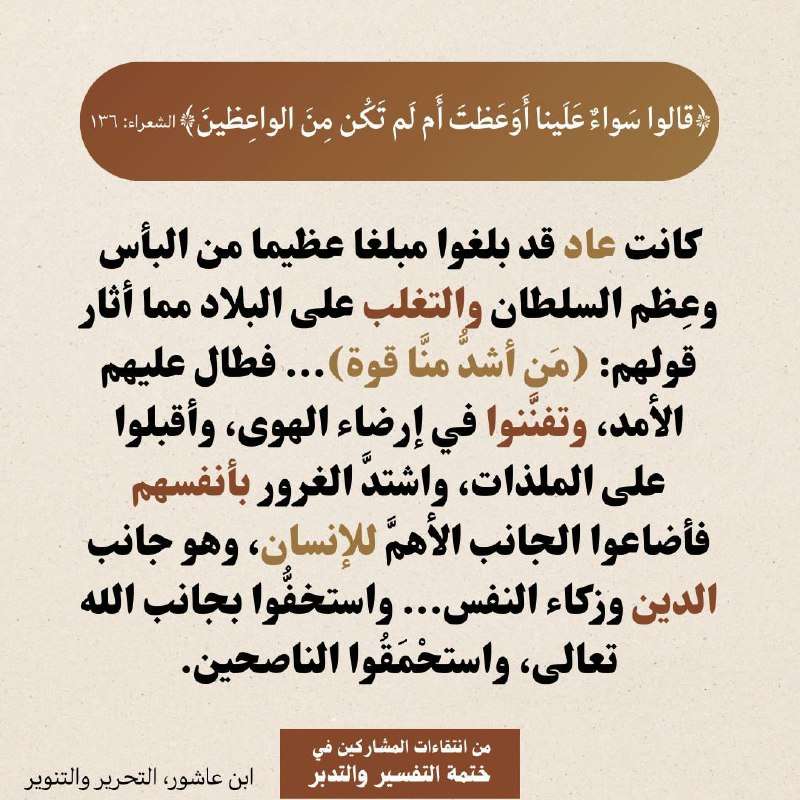 ﴿قالوا سَواءٌ عَلَينا أَوَعَظتَ أَم لَم تَكُن مِنَ الواعِظينَ﴾ الشعراء: ١٣٦
كانت عاد قد بلغوا مبلغا عظيما من البأس
وعِظم السلطان والتغلب على البلاد مما أثار
قولهم: (مَن أشدُّ منَّا قوة)... فطال عليهم
الأمد، وتفنَّنوا في إرضاء الهوى، وأقبلوا
على الملذات، واشتدَّ الغرور بأنفسهم
فأضاعوا الجانب الأهمَّ للإنسان، وهو جانب
الدين وزكاء النفس... واستخفُّوا بجانب الله
تعالى، واستحْمَقُوا الناصحين.
من انتقاءات المشاركين في
ختمة التفسير والتدبر
ابن عاشور، التحرير والتنوير